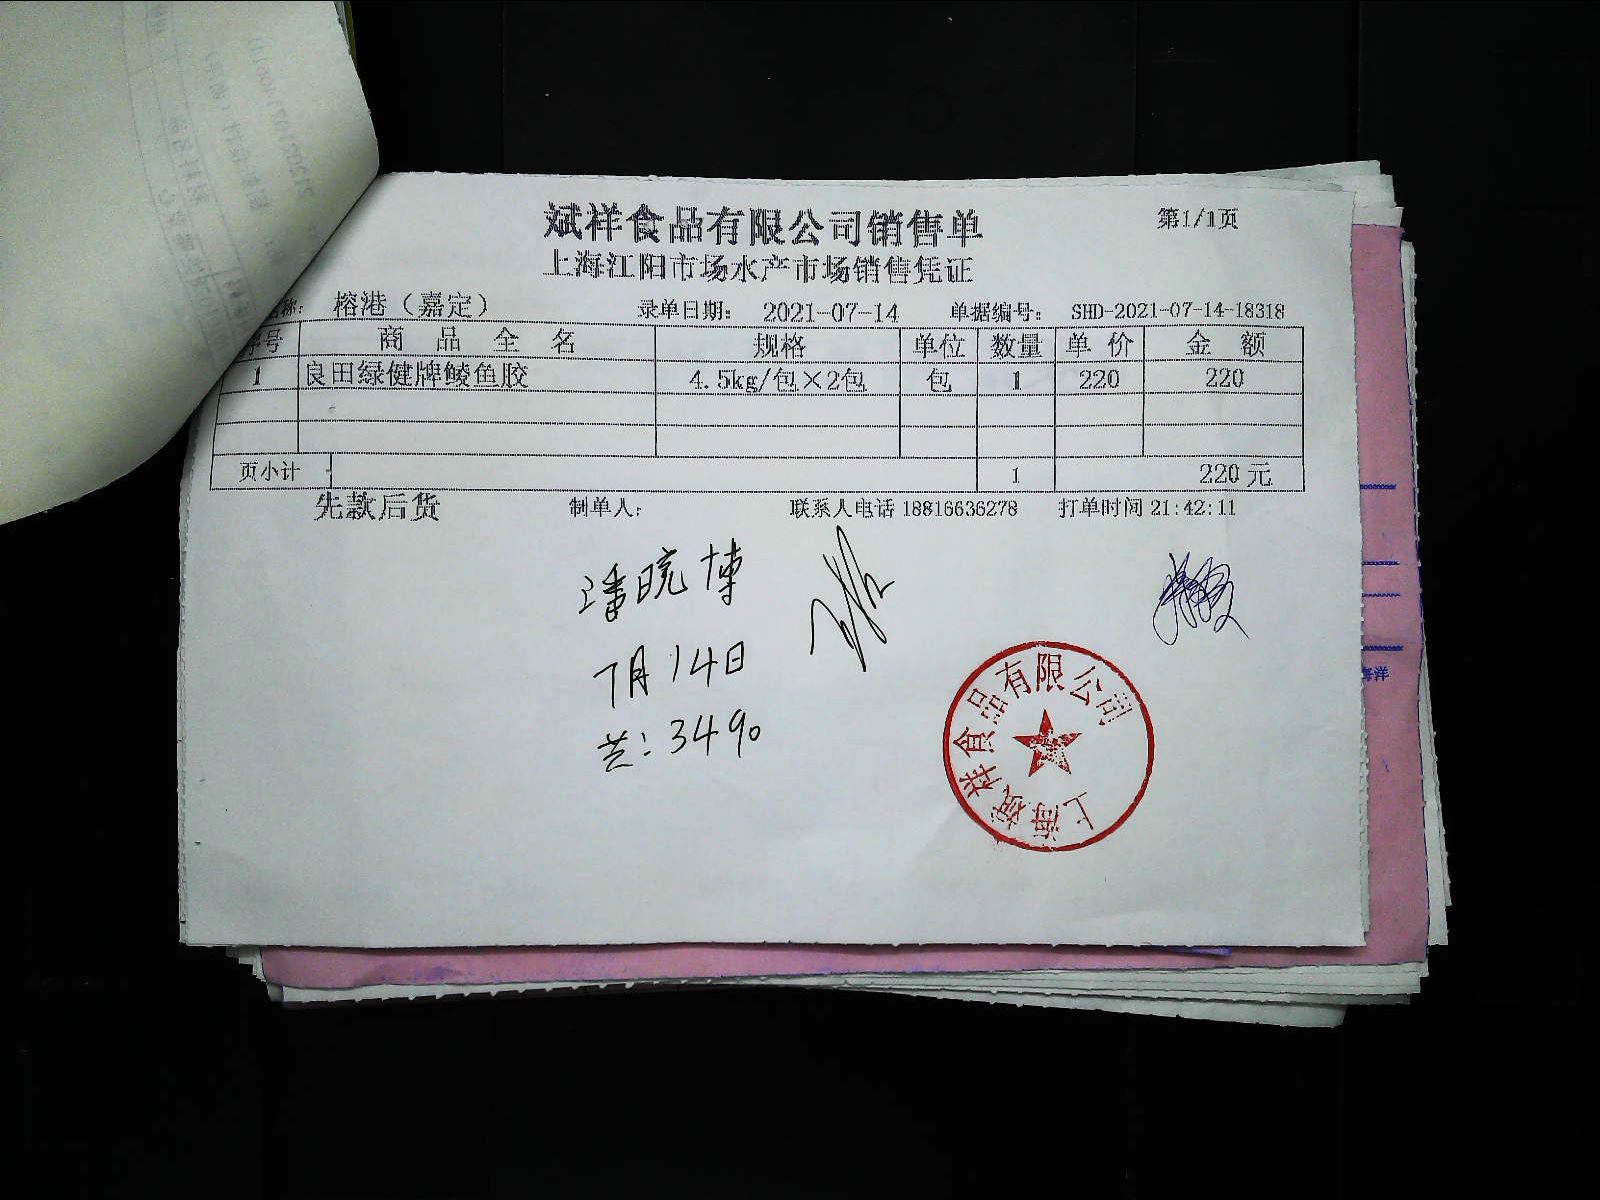 斌祥食品有限公司销售单 第1/1页
上海江阳市场水产市场销售凭证
称: 榕港（嘉定） 录单日期: 2021-07-14 单据编号: SHD-2021-07-14-18318
序号 商品全名 规格 单位 数量 单价 金额
1 良田绿健牌鲮鱼胶 4.5kg/包×2包 包 1 220 220
页小计 1 220元
先款后货 制单人: 联系人电话 18816636278 打单时间 21:42:11
潘晓博
7月14日
上海斌祥食品有限公司
海洋